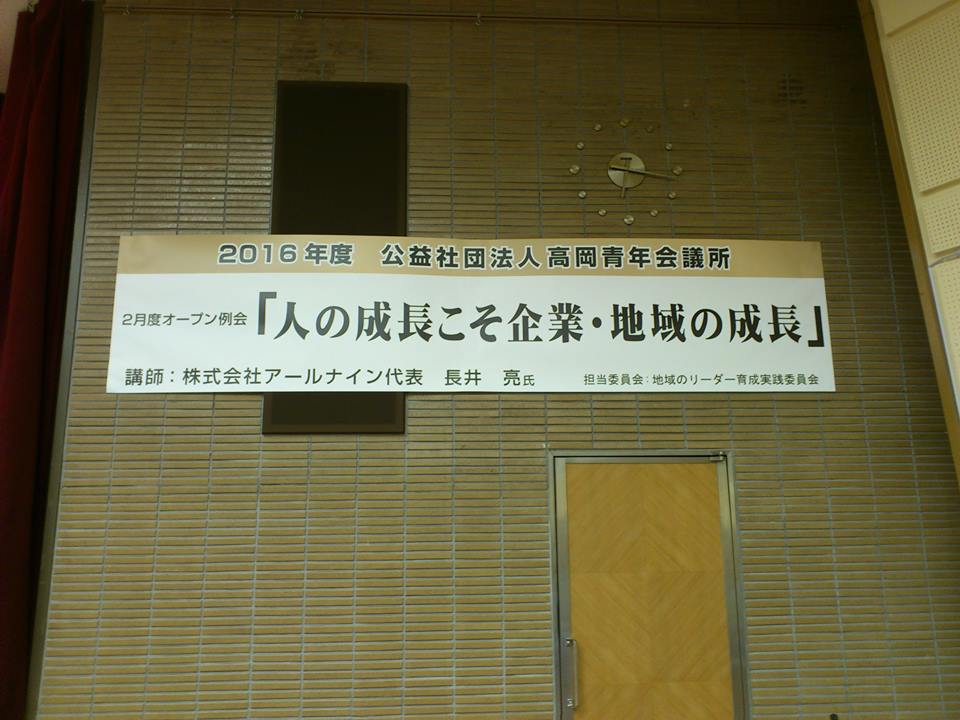 2016年度　公益社団法人 高岡青年会議所
2月度オープン例会「人の成長こそ企業・地域の成長」
講師：株式会社アールナイン代表　長井　亮氏　担当委員会：地域のリーダー育成実践委員会